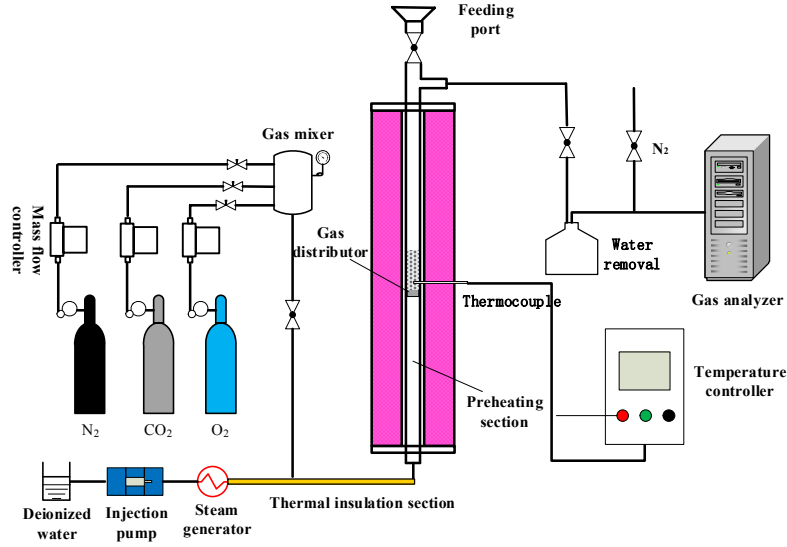 Feeding
port
Gas mixer
N₂
Mass flow
controller
Gas
distributor
Water
removal
Gas analyzer
Thermocouple
Temperature
controller
Preheating
section
N₂
CO₂
O₂
Thermal insulation section
Deionized
water
Injection
pump
Steam
generator